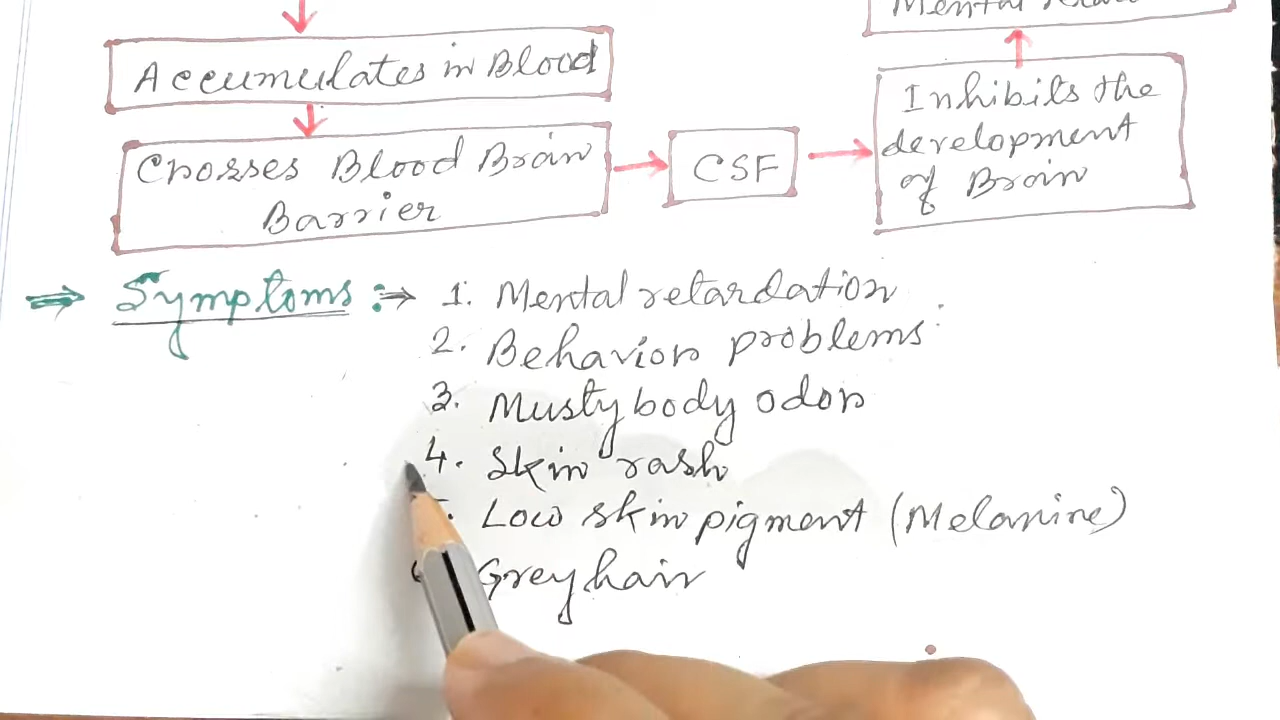 Accumulates in Blood
Crosses Blood Brain
Barrier
CSF
Mental
Inhibits the
development
of Brain
⇒ Symptoms :⇒ 1. Mental retardation
2. Behavior problems
3. Musty body odor
4. Skin rash
Low skin pigment (Melanine)
Grey hair